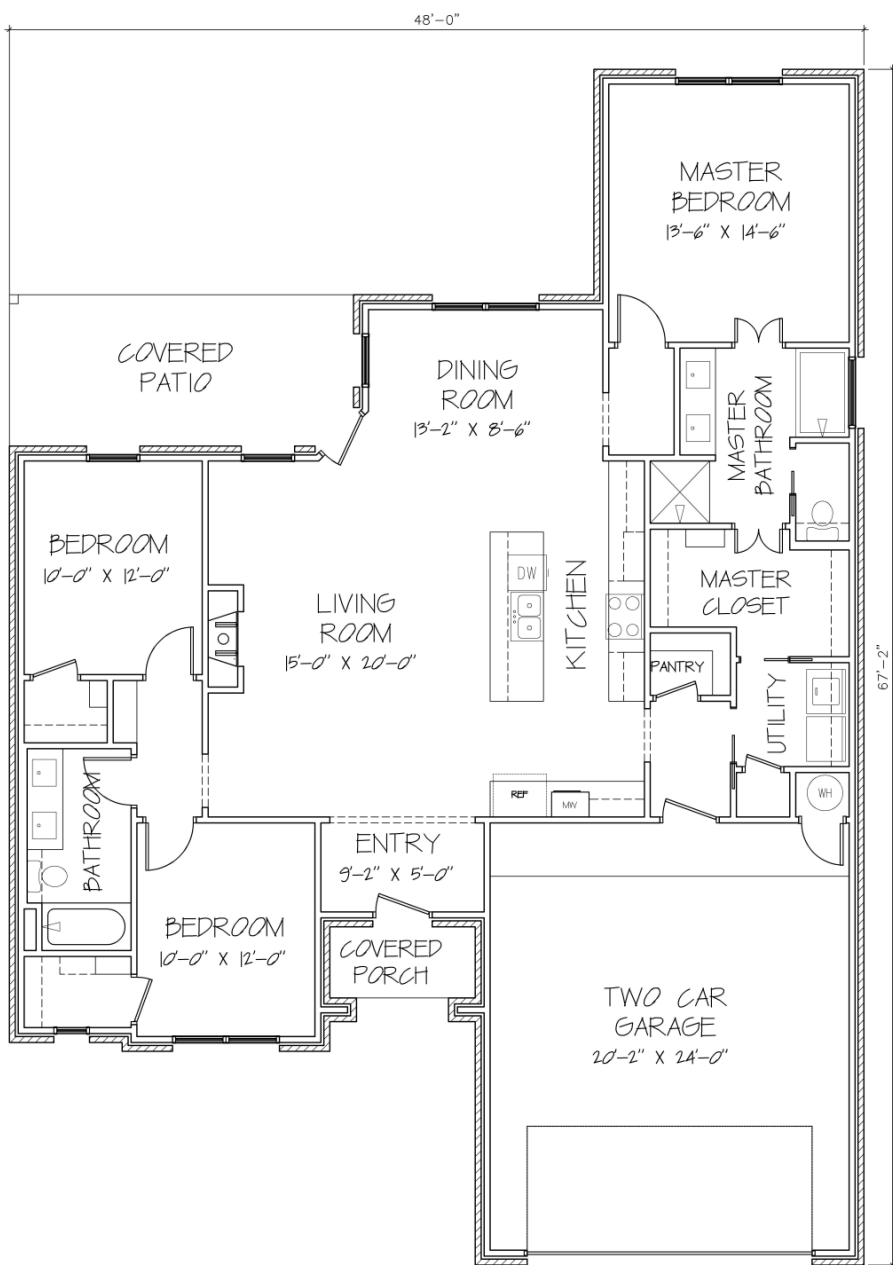 48'-0"
MASTER
BEDROOM
13'-6" X 14'-6"
COVERED
PATIO
DINING
ROOM
13'-2" X 8'-6"
MASTER
BATHROOM
BEDROOM
10'-0" X 12'-0"
LIVING
ROOM
15'-0" X 20'-0"
DW
KITCHEN
MASTER
CLOSET
PANTRY
UTILITY
67'-2"
BATHROOM
REF
MW
WH
ENTRY
9'-2" X 5'-0"
BEDROOM
10'-0" X 12'-0"
COVERED
PORCH
TWO CAR
GARAGE
20'-2" X 24'-0"